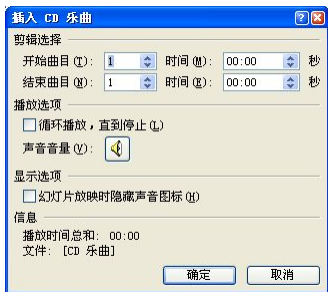 插入 CD 乐曲
剪辑选择
开始曲目(T): 1 时间(M): 00:00 秒
结束曲目(N): 1 时间(E): 00:00 秒
播放选项
循环播放，直到停止(L)
声音音量(V):
显示选项
幻灯片放映时隐藏声音图标(H)
信息
播放时间总和: 00:00
文件: [CD 乐曲]
确定 取消